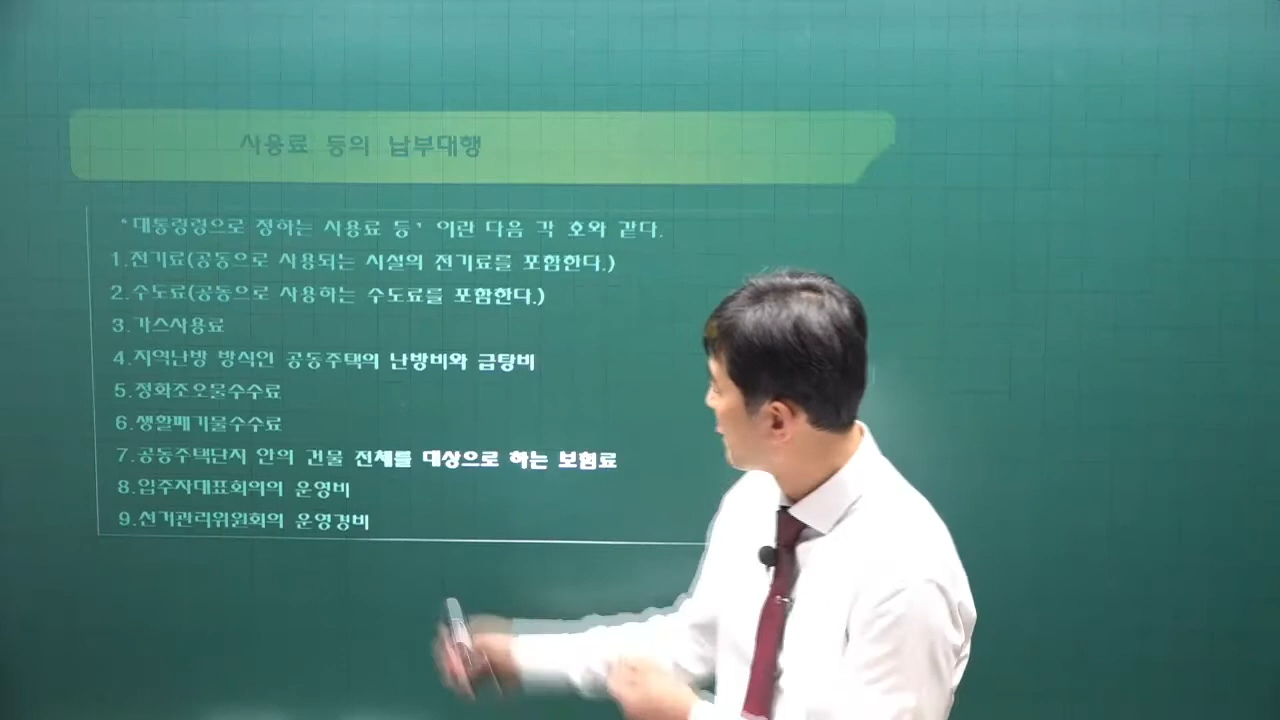 사용료 등의 납부대행
“대통령령으로 정하는 사용료 등” 이란 다음 각 호와 같다.
1.전기료(공동으로 사용되는 시설의 전기료를 포함한다.)
2.수도료(공동으로 사용하는 수도료를 포함한다.)
3.가스사용료
4.지역난방 방식인 공동주택의 난방비와 급탕비
5.정화조오물수수료
6.생활폐기물수수료
7.공동주택단지 안의 건물 전체를 대상으로 하는 보험료
8.입주자대표회의의 운영비
9.선거관리위원회의 운영경비